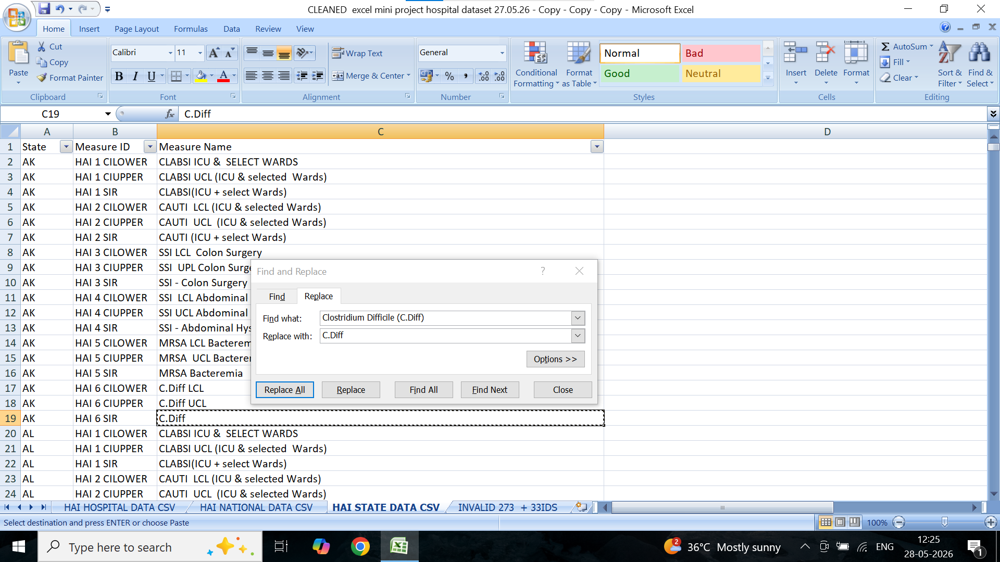 CLEANED  excel mini project hospital dataset 27.05.26 - Copy - Copy - Copy - Microsoft Excel
Home Insert Page Layout Formulas Data Review View
Paste
Cut
Copy
Format Painter
Clipboard
Calibri 11
B I U
Font
Wrap Text
Merge & Center
Alignment
General
Number
Conditional Formatting
Format as Table
Normal Bad
Good Neutral
Styles
Insert Delete Format
Cells
AutoSum
Fill
Clear
Sort & Filter
Find & Select
Editing
C19 fx C.Diff
A B C D
1 State Measure ID Measure Name
2 AK HAI 1 CILOWER CLABSI ICU &  SELECT WARDS
3 AK HAI 1 CIUPPER CLABSI UCL (ICU & selected  Wards)
4 AK HAI 1 SIR CLABSI(ICU + select Wards)
5 AK HAI 2 CILOWER CAUTI  LCL (ICU & selected Wards)
6 AK HAI 2 CIUPPER CAUTI  UCL  (ICU & selected Wards)
7 AK HAI 2 SIR CAUTI (ICU + select Wards)
8 AK HAI 3 CILOWER SSI LCL  Colon Surgery
9 AK HAI 3 CIUPPER SSI  UPL Colon Surge
10 AK HAI 3 SIR SSI - Colon Surgery
11 AK HAI 4 CILOWER SSI  LCL Abdominal
12 AK HAI 4 CIUPPER SSI UCL Abdominal
13 AK HAI 4 SIR SSI - Abdominal Hys
14 AK HAI 5 CILOWER MRSA LCL Bacterem
15 AK HAI 5 CIUPPER MRSA  UCL Bacterer
16 AK HAI 5 SIR MRSA Bacteremia
17 AK HAI 6 CILOWER C.Diff LCL
18 AK HAI 6 CIUPPER C.Diff UCL
19 AK HAI 6 SIR C.Diff
20 AL HAI 1 CILOWER CLABSI ICU &  SELECT WARDS
21 AL HAI 1 CIUPPER CLABSI UCL (ICU & selected  Wards)
22 AL HAI 1 SIR CLABSI(ICU + select Wards)
23 AL HAI 2 CILOWER CAUTI  LCL (ICU & selected Wards)
24 AL HAI 2 CIUPPER CAUTI  UCL  (ICU & selected Wards)
Find and Replace ?
Find Replace
Find what: Clostridium Difficile (C.Diff)
Replace with: C.Diff
Options >>
Replace All Replace Find All Find Next Close
HAI HOSPITAL DATA CSV HAI NATIONAL DATA CSV HAI STATE DATA CSV INVALID 273  + 33IDS
Select destination and press ENTER or choose Paste 100%
Type here to search
2 36°C Mostly sunny ENG
12:25
28-05-2026
1